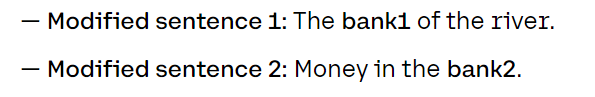 — Modified sentence 1: The bank1 of the river.
— Modified sentence 2: Money in the bank2.